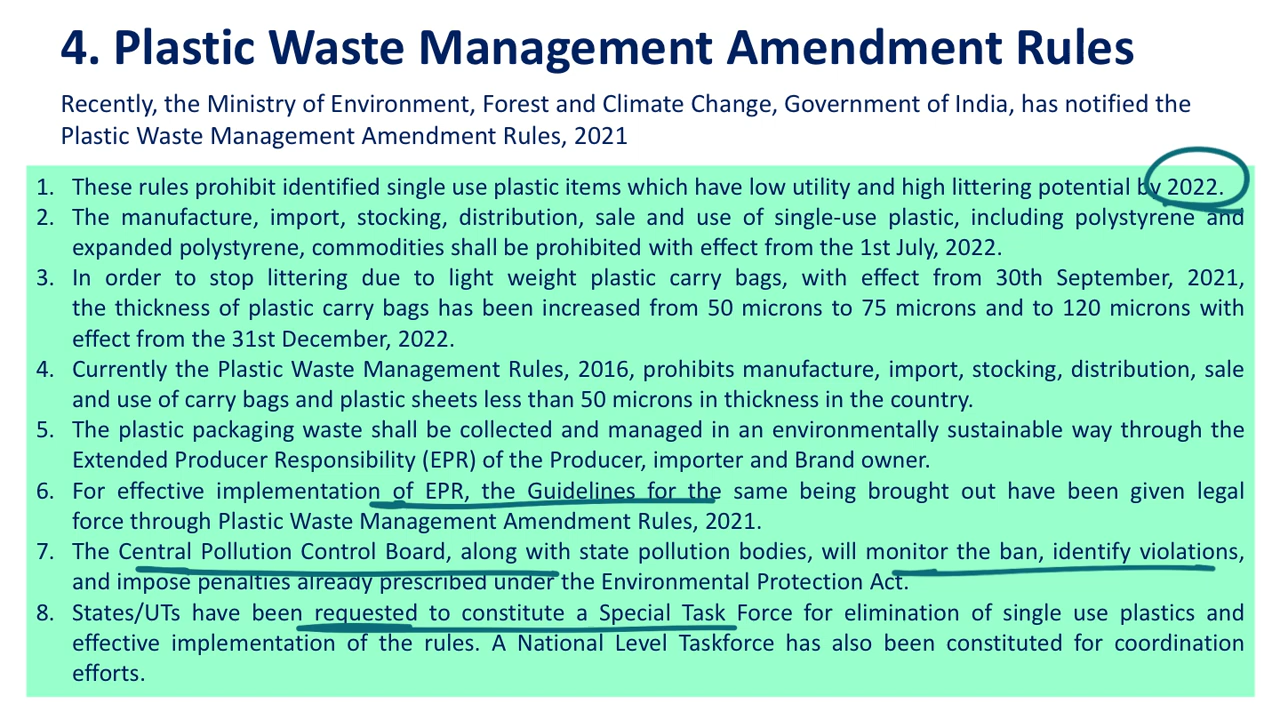 4. Plastic Waste Management Amendment Rules
Recently, the Ministry of Environment, Forest and Climate Change, Government of India, has notified the
Plastic Waste Management Amendment Rules, 2021
1. These rules prohibit identified single use plastic items which have low utility and high littering potential by 2022.
2. The manufacture, import, stocking, distribution, sale and use of single-use plastic, including polystyrene and
expanded polystyrene, commodities shall be prohibited with effect from the 1st July, 2022.
3. In order to stop littering due to light weight plastic carry bags, with effect from 30th September, 2021,
the thickness of plastic carry bags has been increased from 50 microns to 75 microns and to 120 microns with
effect from the 31st December, 2022.
4. Currently the Plastic Waste Management Rules, 2016, prohibits manufacture, import, stocking, distribution, sale
and use of carry bags and plastic sheets less than 50 microns in thickness in the country.
5. The plastic packaging waste shall be collected and managed in an environmentally sustainable way through the
Extended Producer Responsibility (EPR) of the Producer, importer and Brand owner.
6. For effective implementation of EPR, the Guidelines for the same being brought out have been given legal
force through Plastic Waste Management Amendment Rules, 2021.
7. The Central Pollution Control Board, along with state pollution bodies, will monitor the ban, identify violations,
and impose penalties already prescribed under the Environmental Protection Act.
8. States/UTs have been requested to constitute a Special Task Force for elimination of single use plastics and
effective implementation of the rules. A National Level Taskforce has also been constituted for coordination
efforts.